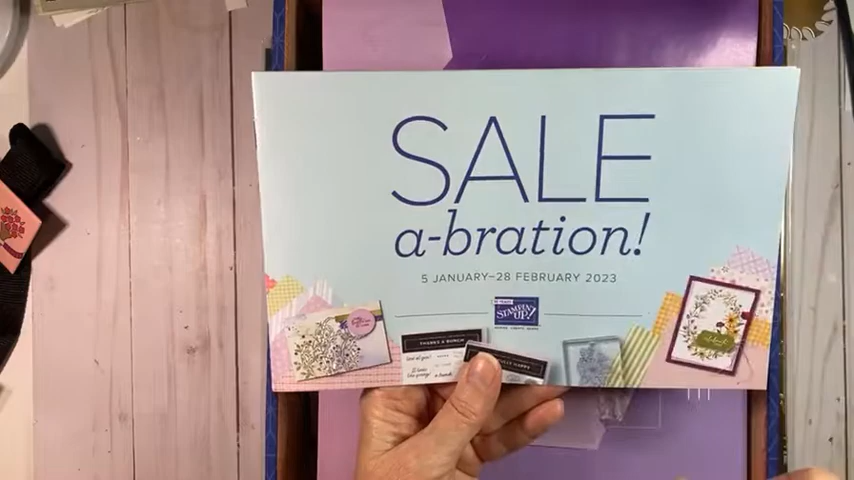 SALE
a-bration!
5 JANUARY–28 FEBRUARY 2023
STAMPIN' UP!
THANKS A BUNCH